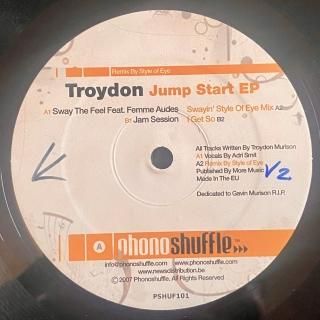 Remix By Style of Eye
Troydon Jump Start EP
A1 Sway The Feel Feat. Femme Audes
Swayin' Style Of Eye Mix A2
B1 Jam Session
I Get So B2
All Tracks Written By Troydon Murison
A1 Vocals By Adri Smit
A2 Remix By Style of Eye
Published By More Music
Made In The EU
V2
Dedicated to Gavin Murison R.I.P.
A phonoshuffle
info@phonoshuffle.com | www.phonoshuffle.com
www.newsdistribution.be
© 2007 Phonoshuffle, All Rights Reserved
PSHUF101